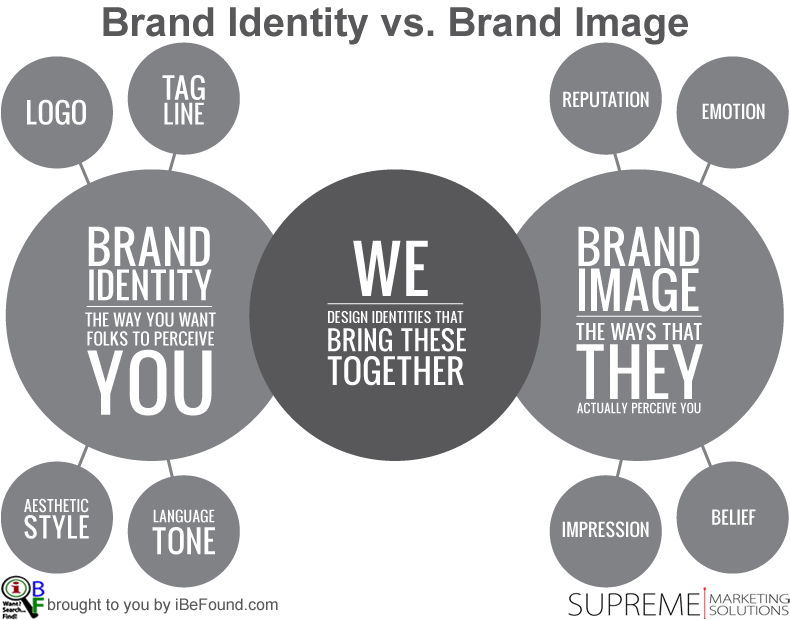 Brand Identity vs. Brand Image
LOGO
TAG
LINE
REPUTATION
EMOTION
BRAND
IDENTITY
THE WAY YOU WANT
FOLKS TO PERCEIVE
YOU
WE
DESIGN IDENTITIES THAT
BRING THESE
TOGETHER
BRAND
IMAGE
THE WAYS THAT
THEY
ACTUALLY PERCEIVE YOU
AESTHETIC
STYLE
LANGUAGE
TONE
IMPRESSION
BELIEF
i B
F
Want?
Search...
Find!
brought to you by iBeFound.com
SUPREME
MARKETING
SOLUTIONS